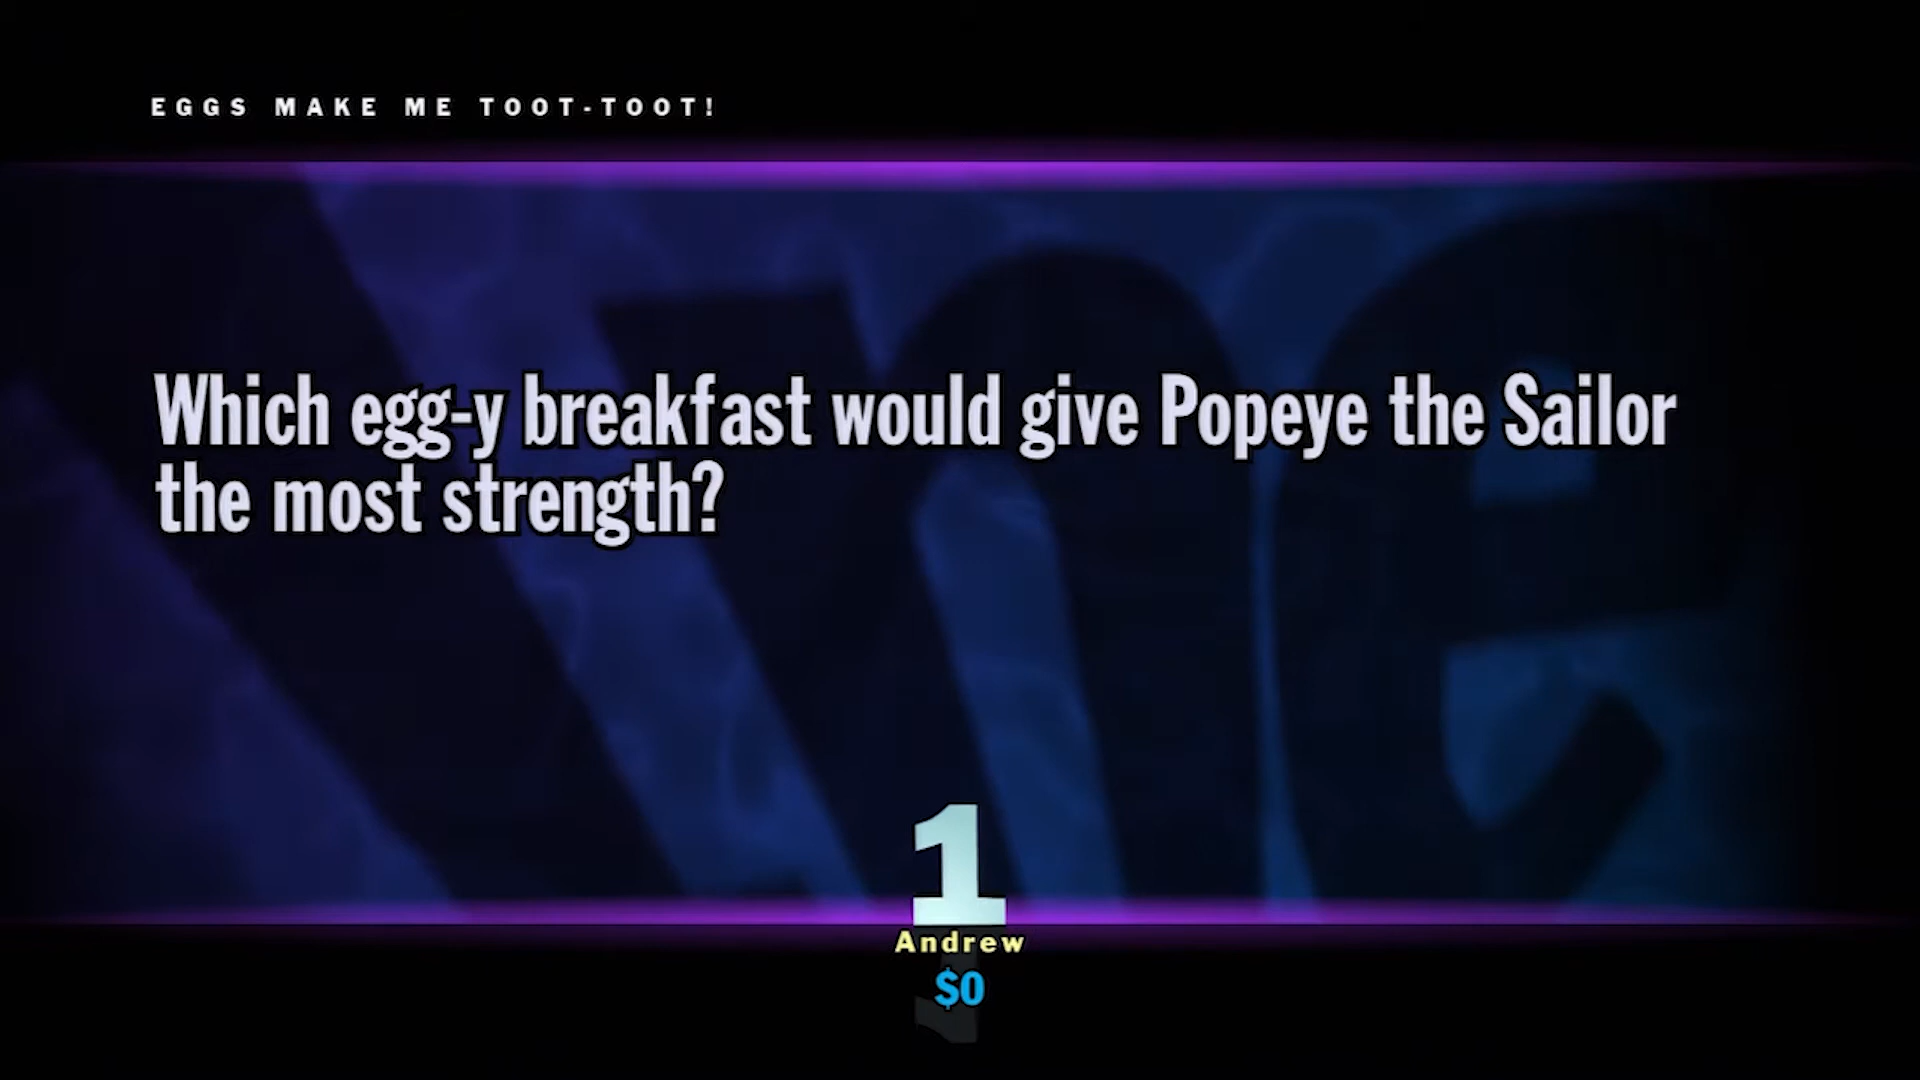 EGGS MAKE ME TOOT-TOOT!
Which egg-y breakfast would give Popeye the Sailor
the most strength?
1
Andrew
$0